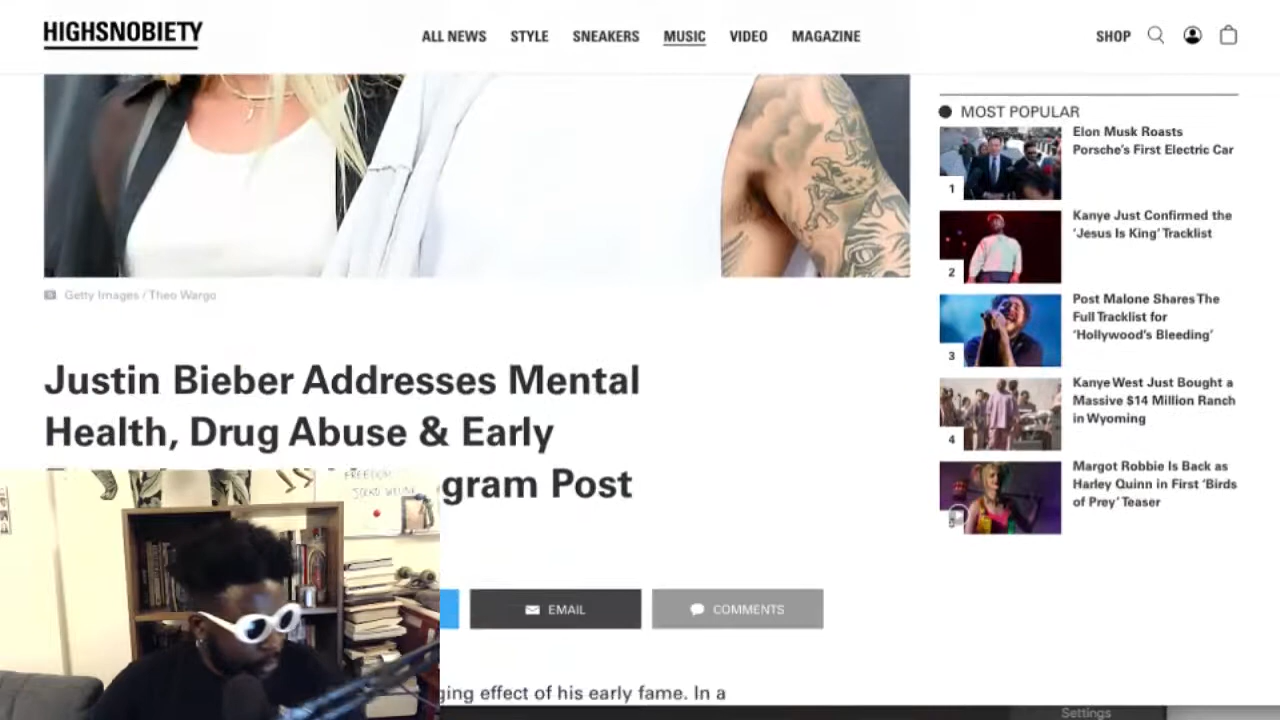 HIGHSNOBIETY
ALL NEWS STYLE SNEAKERS MUSIC VIDEO MAGAZINE
SHOP
Getty Images / Theo Wargo
Justin Bieber Addresses Mental
Health, Drug Abuse & Early
gram Post
EMAIL
COMMENTS
ging effect of his early fame. In a
MOST POPULAR
1
Elon Musk Roasts
Porsche's First Electric Car
2
Kanye Just Confirmed the
'Jesus Is King' Tracklist
3
Post Malone Shares The
Full Tracklist for
'Hollywood's Bleeding'
4
Kanye West Just Bought a
Massive $14 Million Ranch
in Wyoming
Margot Robbie Is Back as
Harley Quinn in First 'Birds
of Prey' Teaser
FREEDOM
JOCKO WILLINK
Settings